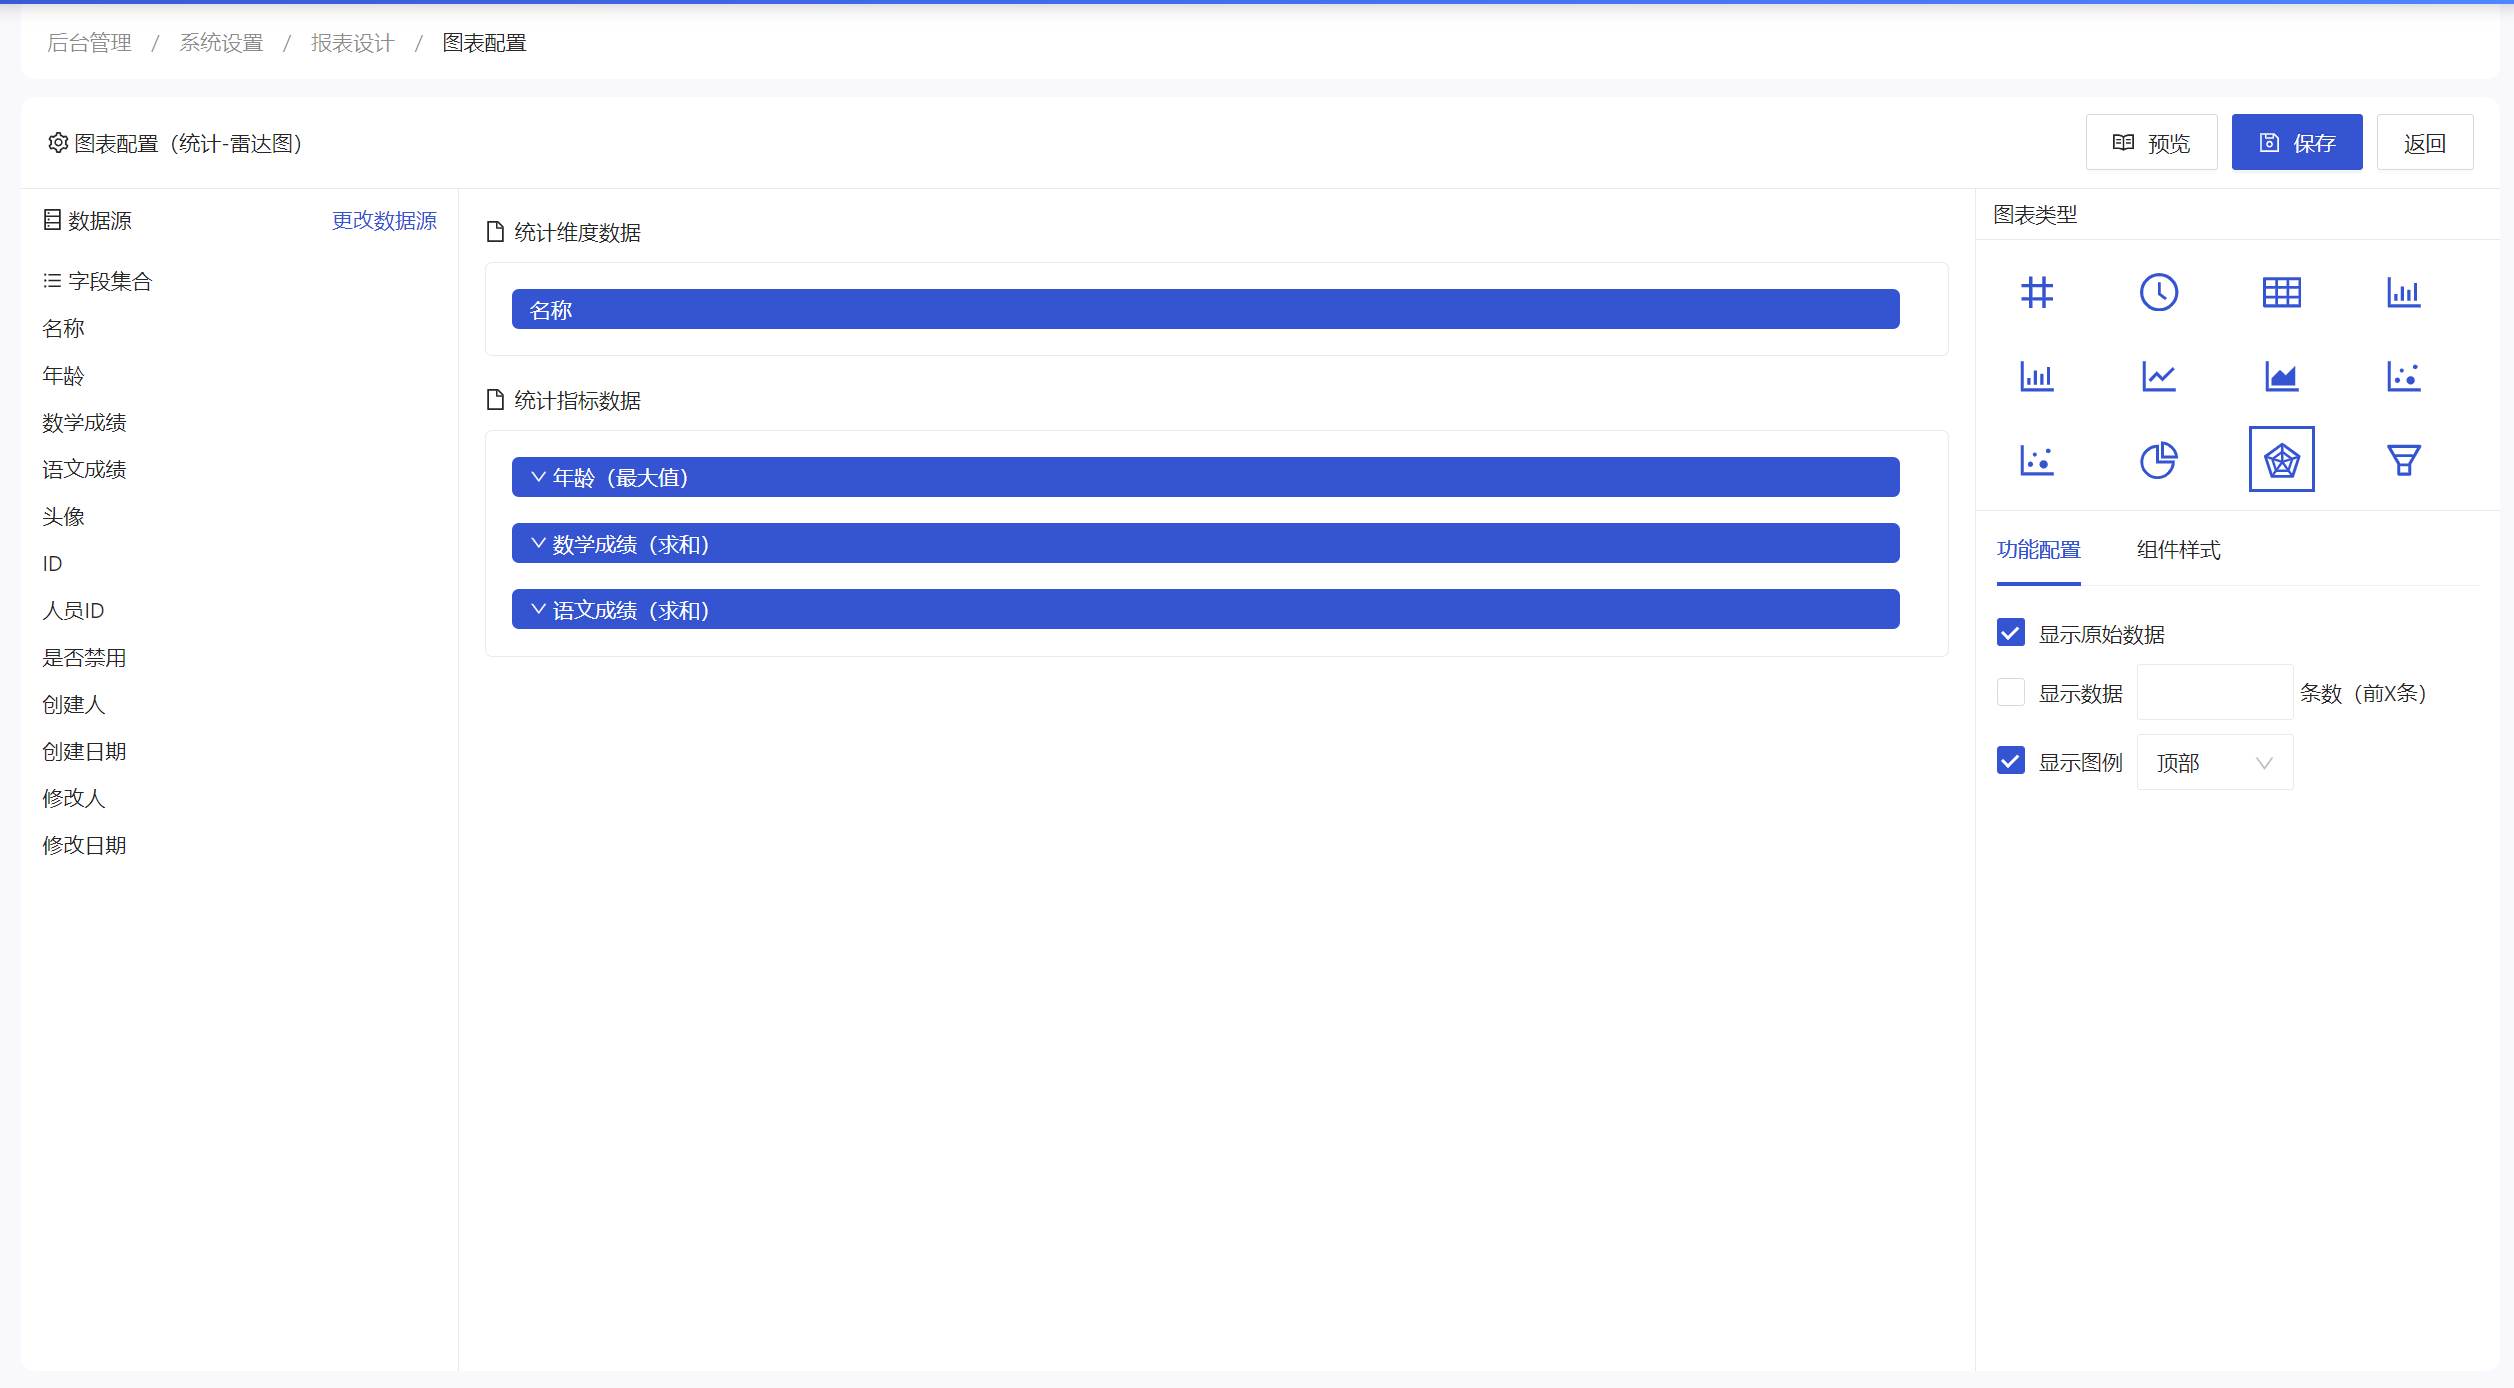 后台管理 / 系统设置 / 报表设计 / 图表配置
图表配置（统计-雷达图）
预览
保存
返回
数据源
更改数据源
字段集合
名称
年龄
数学成绩
语文成绩
头像
ID
人员ID
是否禁用
创建人
创建日期
修改人
修改日期
统计维度数据
名称
统计指标数据
年龄（最大值）
数学成绩（求和）
语文成绩（求和）
图表类型
功能配置
组件样式
显示原始数据
显示数据 条数（前X条）
显示图例 顶部